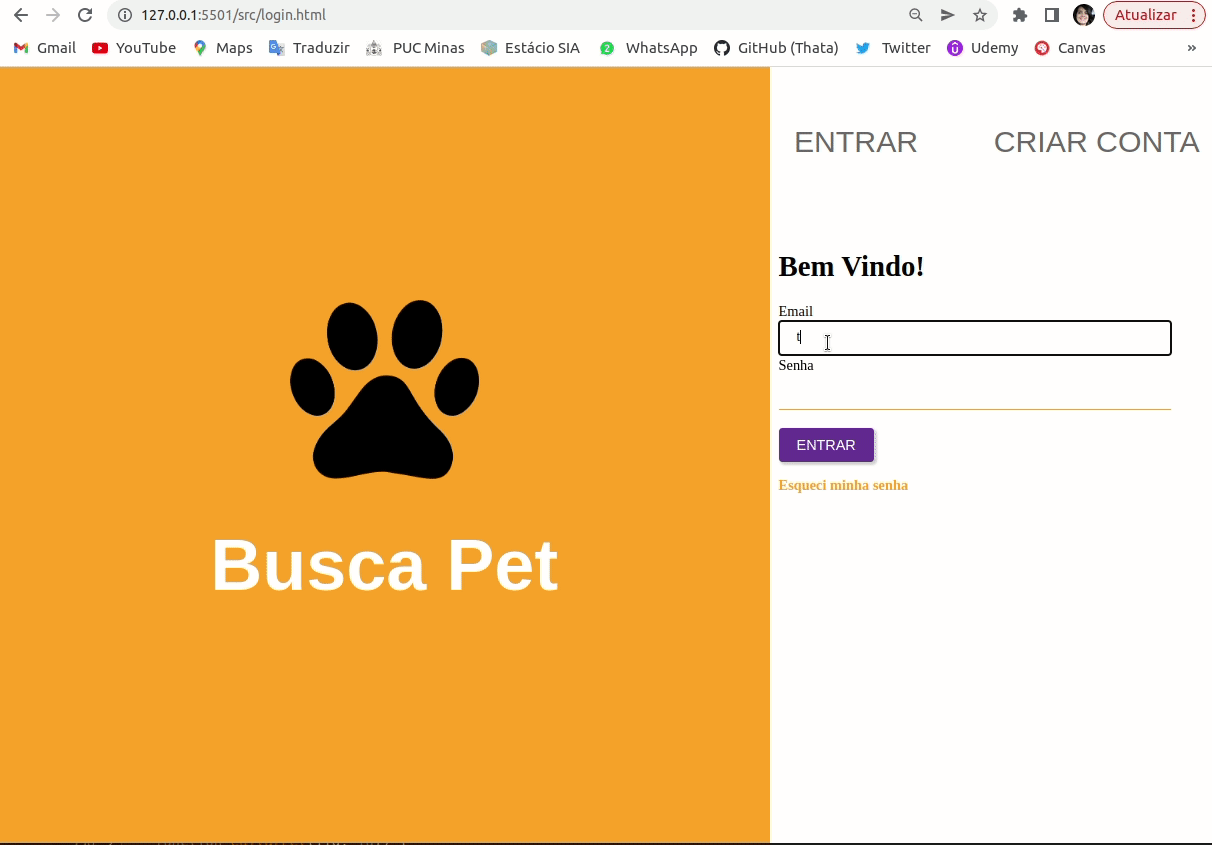 127.0.0.1:5501/src/login.html
Atualizar
Gmail YouTube Maps Traduzir PUC Minas Estácio SIA WhatsApp GitHub (Thata) Twitter Udemy Canvas »
ENTRAR CRIAR CONTA
Bem Vindo!
Email
t
Senha
ENTRAR
Esqueci minha senha
Busca Pet